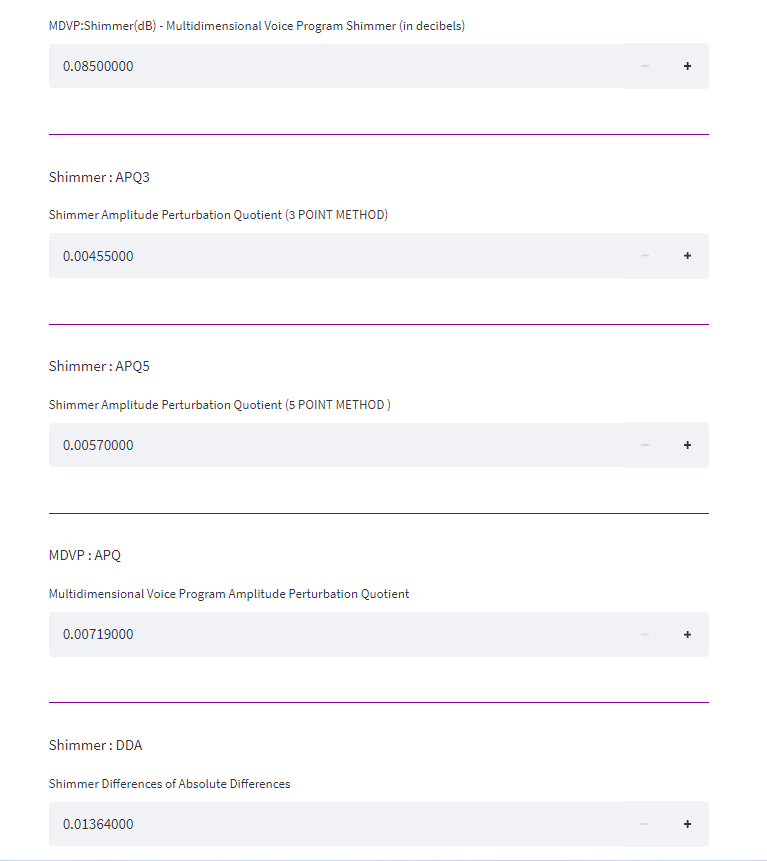 MDVP:Shimmer(dB) - Multidimensional Voice Program Shimmer (in decibels)
0.08500000
Shimmer : APQ3
Shimmer Amplitude Perturbation Quotient (3 POINT METHOD)
0.00455000
Shimmer : APQ5
Shimmer Amplitude Perturbation Quotient (5 POINT METHOD )
0.00570000
MDVP : APQ
Multidimensional Voice Program Amplitude Perturbation Quotient
0.00719000
Shimmer : DDA
Shimmer Differences of Absolute Differences
0.01364000